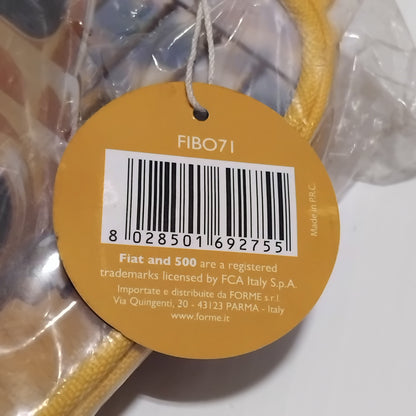 FIBO71
8 028501 692755
Fiat and 500 are a registered
trademarks licensed by FCA Italy S.p.A.
Importate e distribuite da FORME s.r.l.
Via Quingenti, 20 - 43123 PARMA - Italy
www.forme.it
Made in P.R.C.